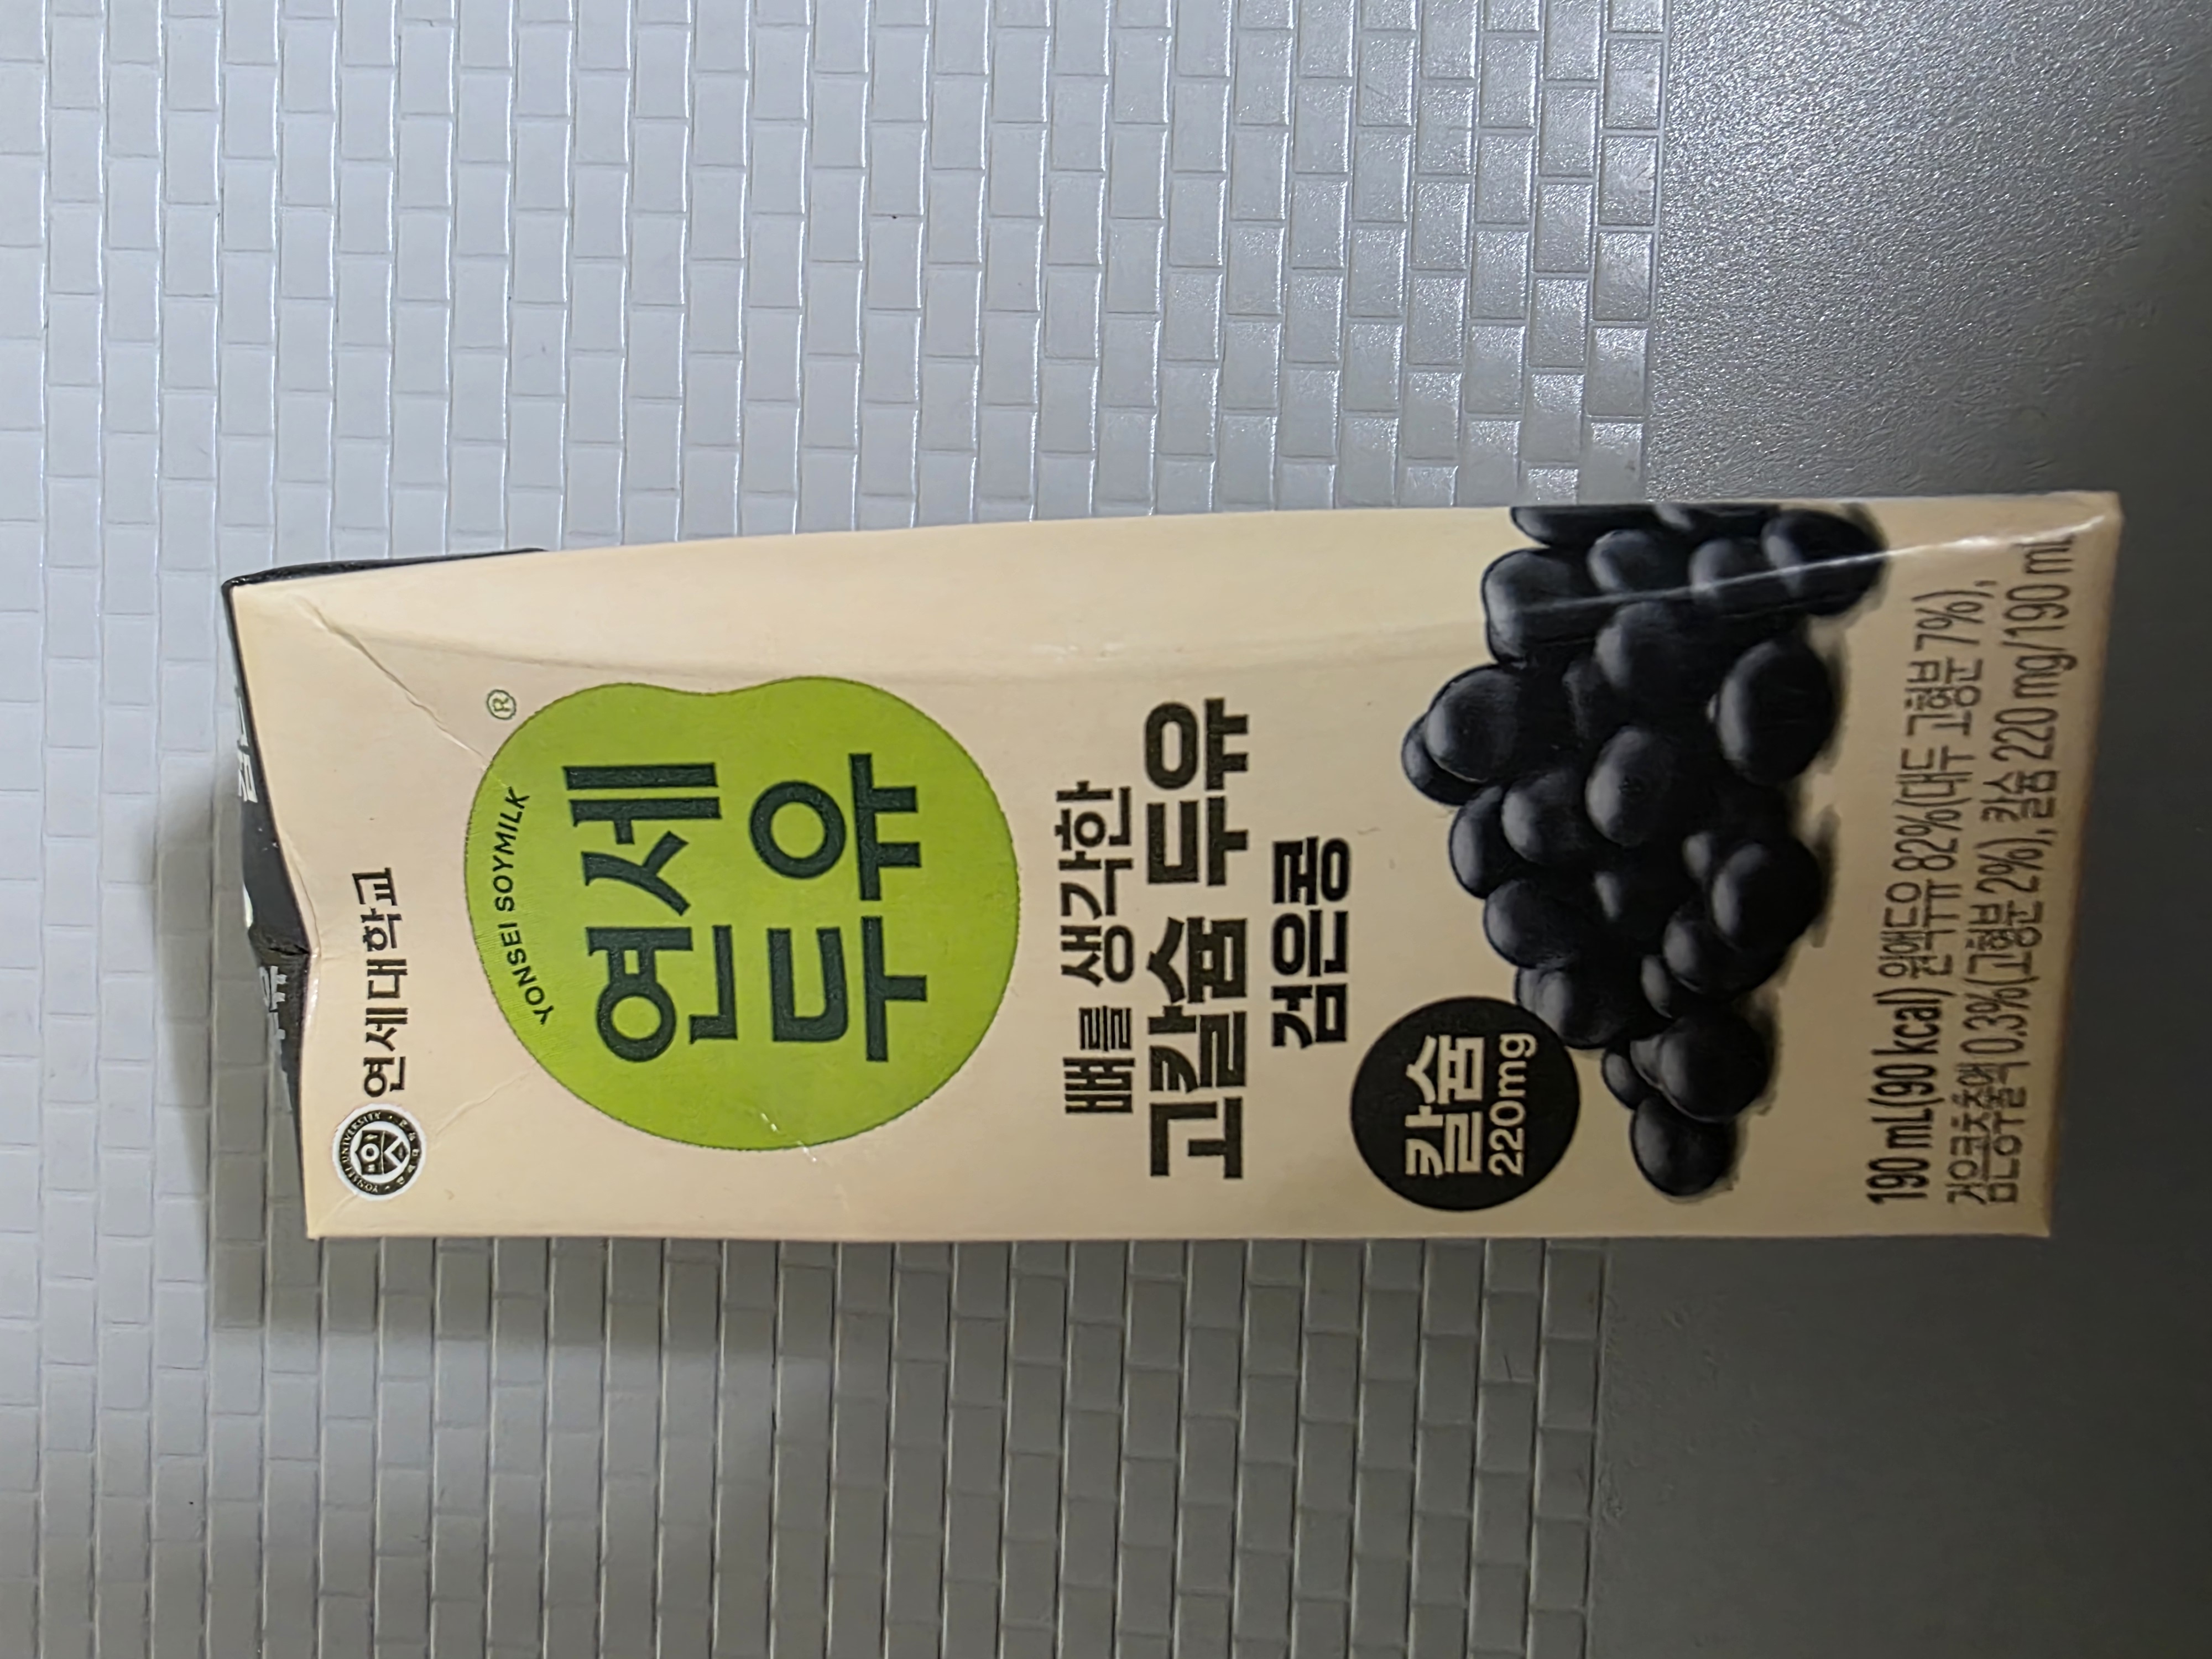 연세대학교
YONSEI SOYMILK
®
연세
두유
뼈를 생각한
고칼슘 두유
검은콩
칼슘
220mg
190 mL(90 kcal) 원액두유 82%(대두 고형분 7%),
검은콩추출액 0.3%(고형분 2%), 칼슘 220 mg/190 mL